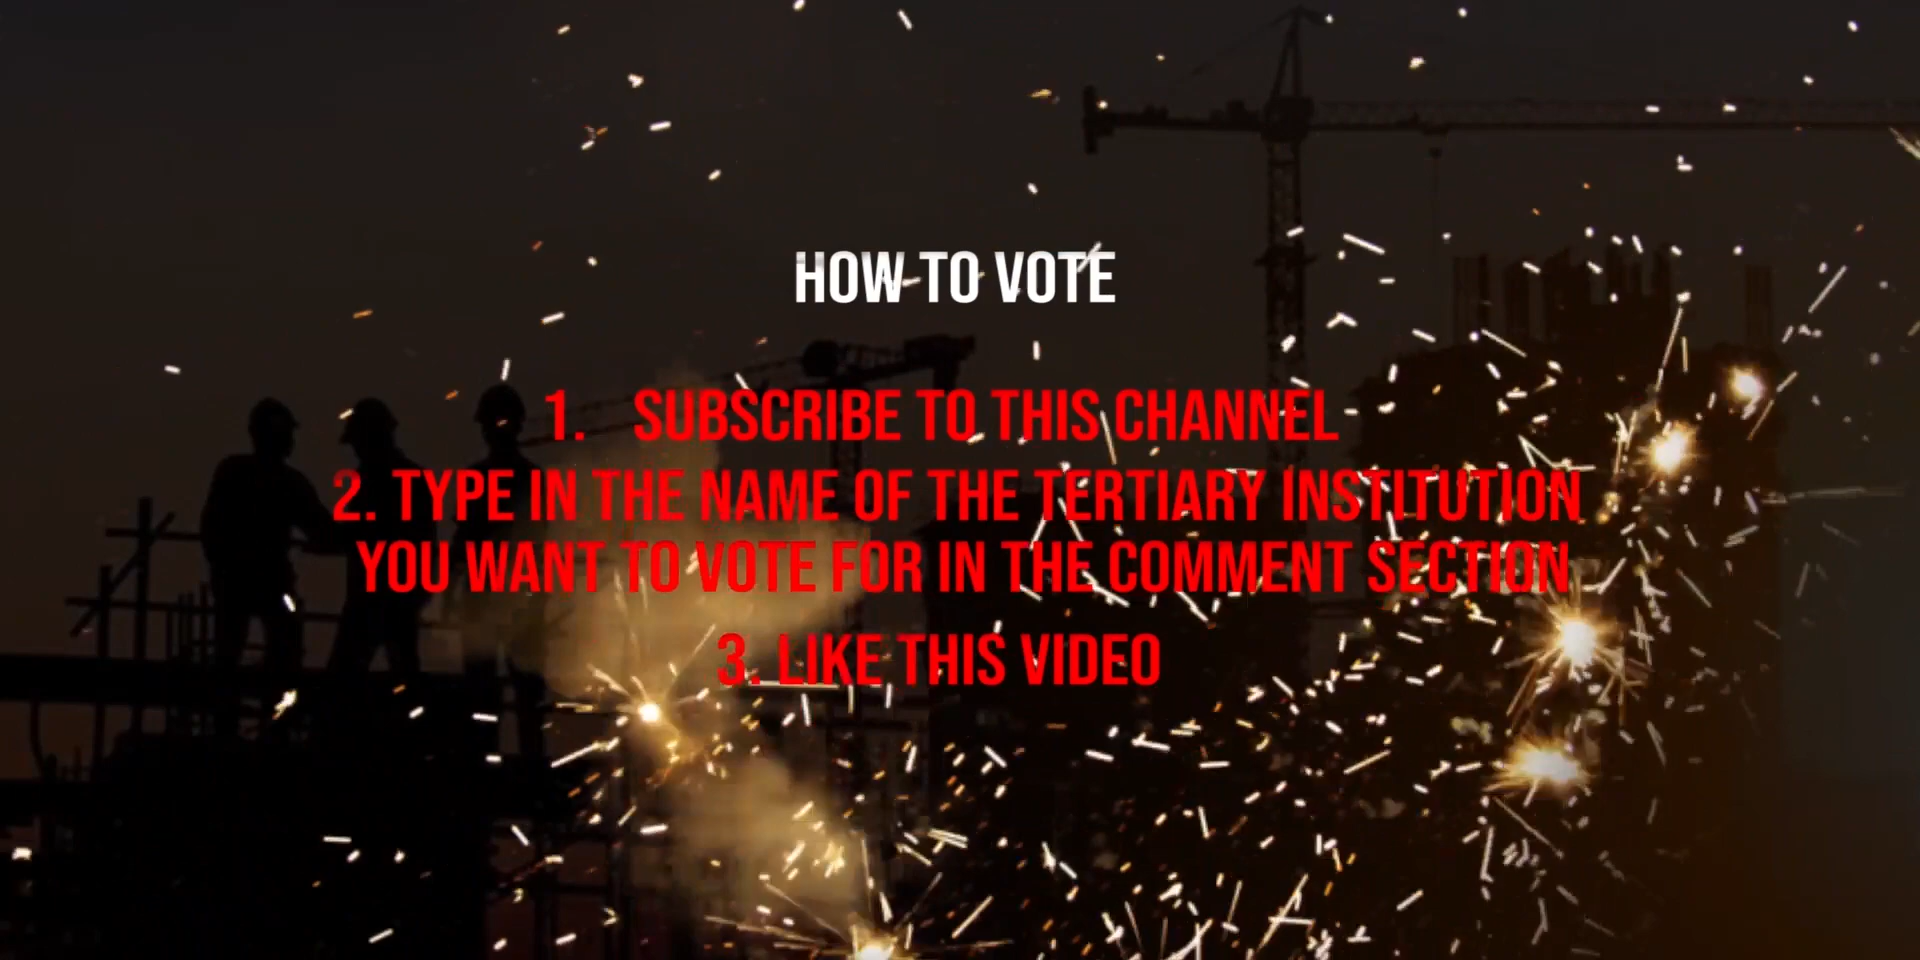 HOW TO VOTE
1. SUBSCRIBE TO THIS CHANNEL
2. TYPE IN THE NAME OF THE TERTIARY INSTITUTION
YOU WANT TO VOTE FOR IN THE COMMENT SECTION
3. LIKE THIS VIDEO